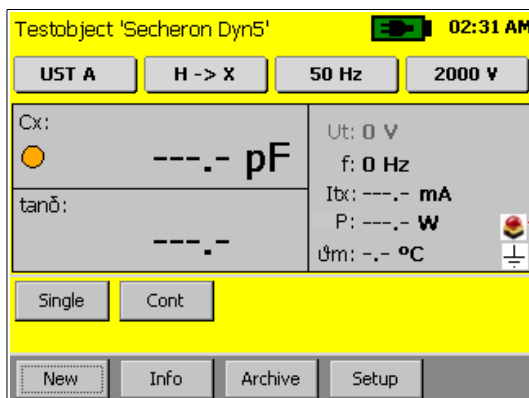 Testobject 'Secheron Dyn5' 02:31 AM
UST A H -> X 50 Hz 2000 V
Cx:
---.- pF
tanδ:
---.-
Ut: 0 V
f: 0 Hz
Itx: ---.- mA
P: ---.- W
ϑm: -.- ºC
Single Cont
New Info Archive Setup